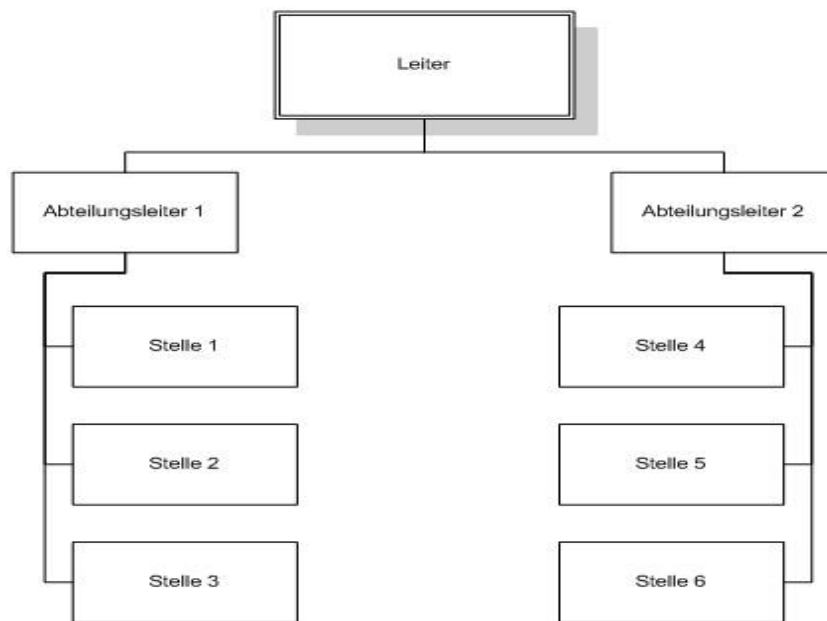 Leiter
Abteilungsleiter 1
Abteilungsleiter 2
Stelle 1
Stelle 4
Stelle 2
Stelle 5
Stelle 3
Stelle 6